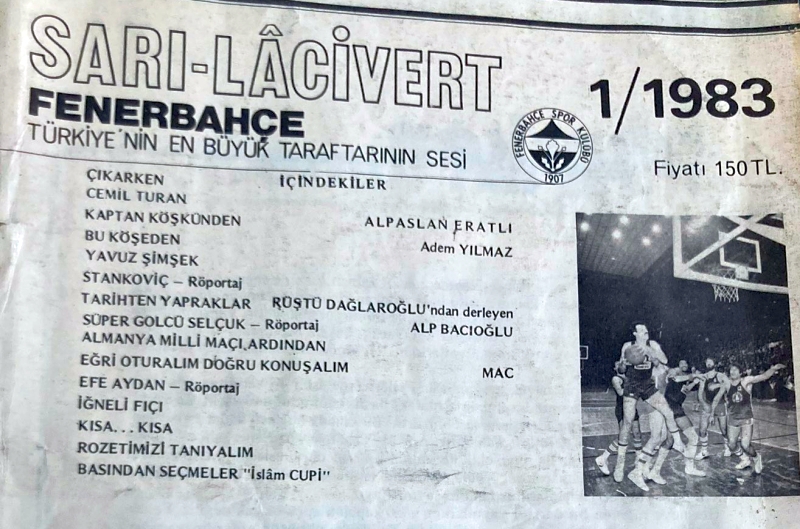 SARI-LÂCİVERT
FENERBAHÇE
TÜRKİYE'NİN EN BÜYÜK TARAFTARININ SESİ
FENERBAHÇE SPOR KULÜBÜ
1907
1/1983
Fiyatı 150 TL.
İÇİNDEKİLER
ÇIKARKEN
CEMİL TURAN
KAPTAN KÖŞKÜNDEN ALPASLAN ERATLI
BU KÖŞEDEN Adem YILMAZ
YAVUZ ŞİMŞEK
STANKOVİÇ – Röportaj
TARİHTEN YAPRAKLAR RÜŞTÜ DAĞLAROĞLU'ndan derleyen
ALP BACIOĞLU
SÜPER GOLCÜ SELÇUK – Röportaj
ALMANYA MİLLİ MAÇLARDINDAN
EĞRİ OTURALIM DOĞRU KONUŞALIM MAC
EFE AYDAN – Röportaj
İĞNELİ FIÇI
KISA... KISA
ROZETİMİZİ TANIYALIM
BASINDAN SEÇMELER "İslâm CUPİ"